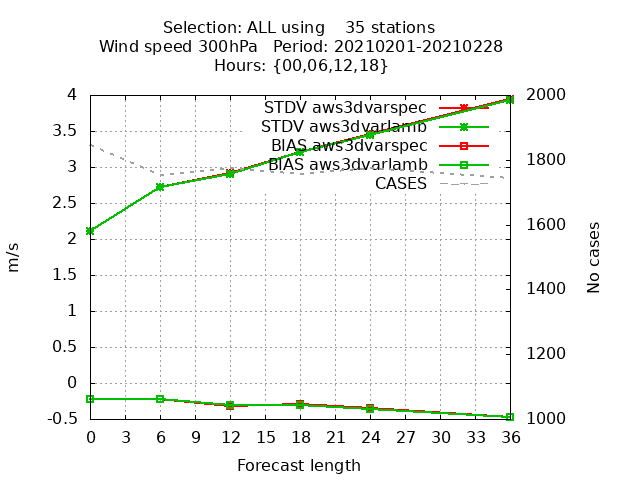 Selection: ALL using    35 stations
Wind speed 300hPa   Period: 20210201-20210228
Hours: {00,06,12,18}
4
3.5
3
2.5
2
1.5
1
0.5
0
-0.5
m/s
STDV aws3dvarspec
STDV aws3dvarlamb
BIAS aws3dvarspec
BIAS aws3dvarlamb
CASES
2000
1800
1600
1400
1200
1000
No cases
0 3 6 9 12 15 18 21 24 27 30 33 36
Forecast length